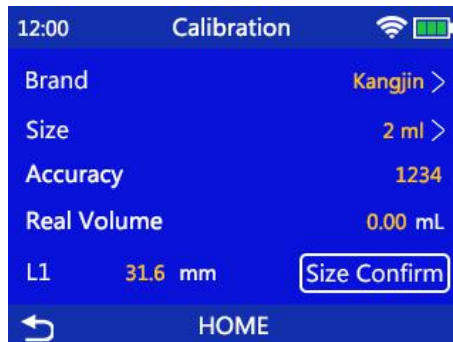 12:00 Calibration
Brand Kangjin >
Size 2 ml >
Accuracy 1234
Real Volume 0.00 mL
L1 31.6 mm Size Confirm
HOME